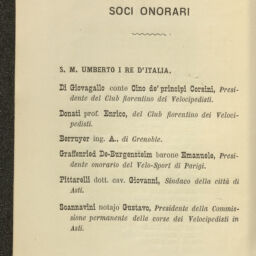 SOCI ONORARI
S. M. UMBERTO I RE D'ITALIA.
Di Giovagallo conte Cino de' principi Corsini, Presi-
dente del Club fiorentino dei Velocipedisti.
Donati prof. Enrico, del Club fiorentino dei Veloci-
pedisti.
Berruyer ing. A., di Grenoble.
Graffenried De-Burgenstein barone Emanuele, Presi-
dente onorario del Velo-Sport di Parigi.
Pittarelli dott. cav. Giovanni, Sindaco della città di
Asti.
Scannavini notajo Gustavo, Presidente della Commis-
sione permanente delle corse dei Velocipedisti in
Asti.